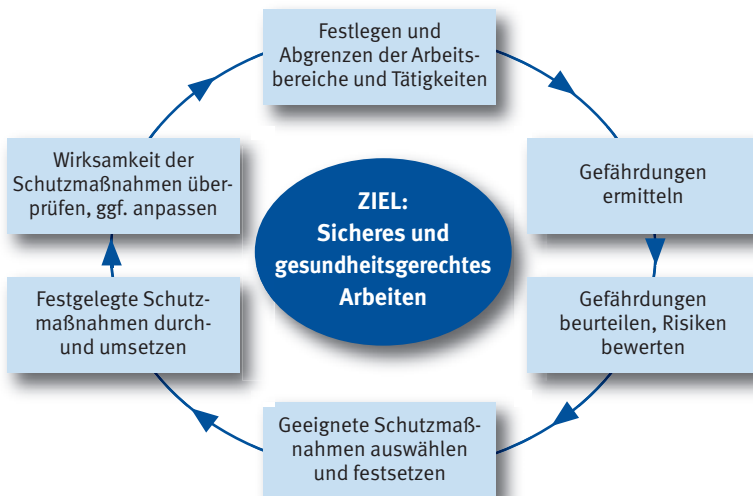 Festlegen und
Abgrenzen der Arbeits-
bereiche und Tätigkeiten
Gefährdungen
ermitteln
Gefährdungen
beurteilen, Risiken
bewerten
Geeignete Schutzmaß-
nahmen auswählen
und festsetzen
Festgelegte Schutz-
maßnahmen durch-
und umsetzen
Wirksamkeit der
Schutzmaßnahmen über-
prüfen, ggf. anpassen
ZIEL:
Sicheres und
gesundheitsgerechtes
Arbeiten